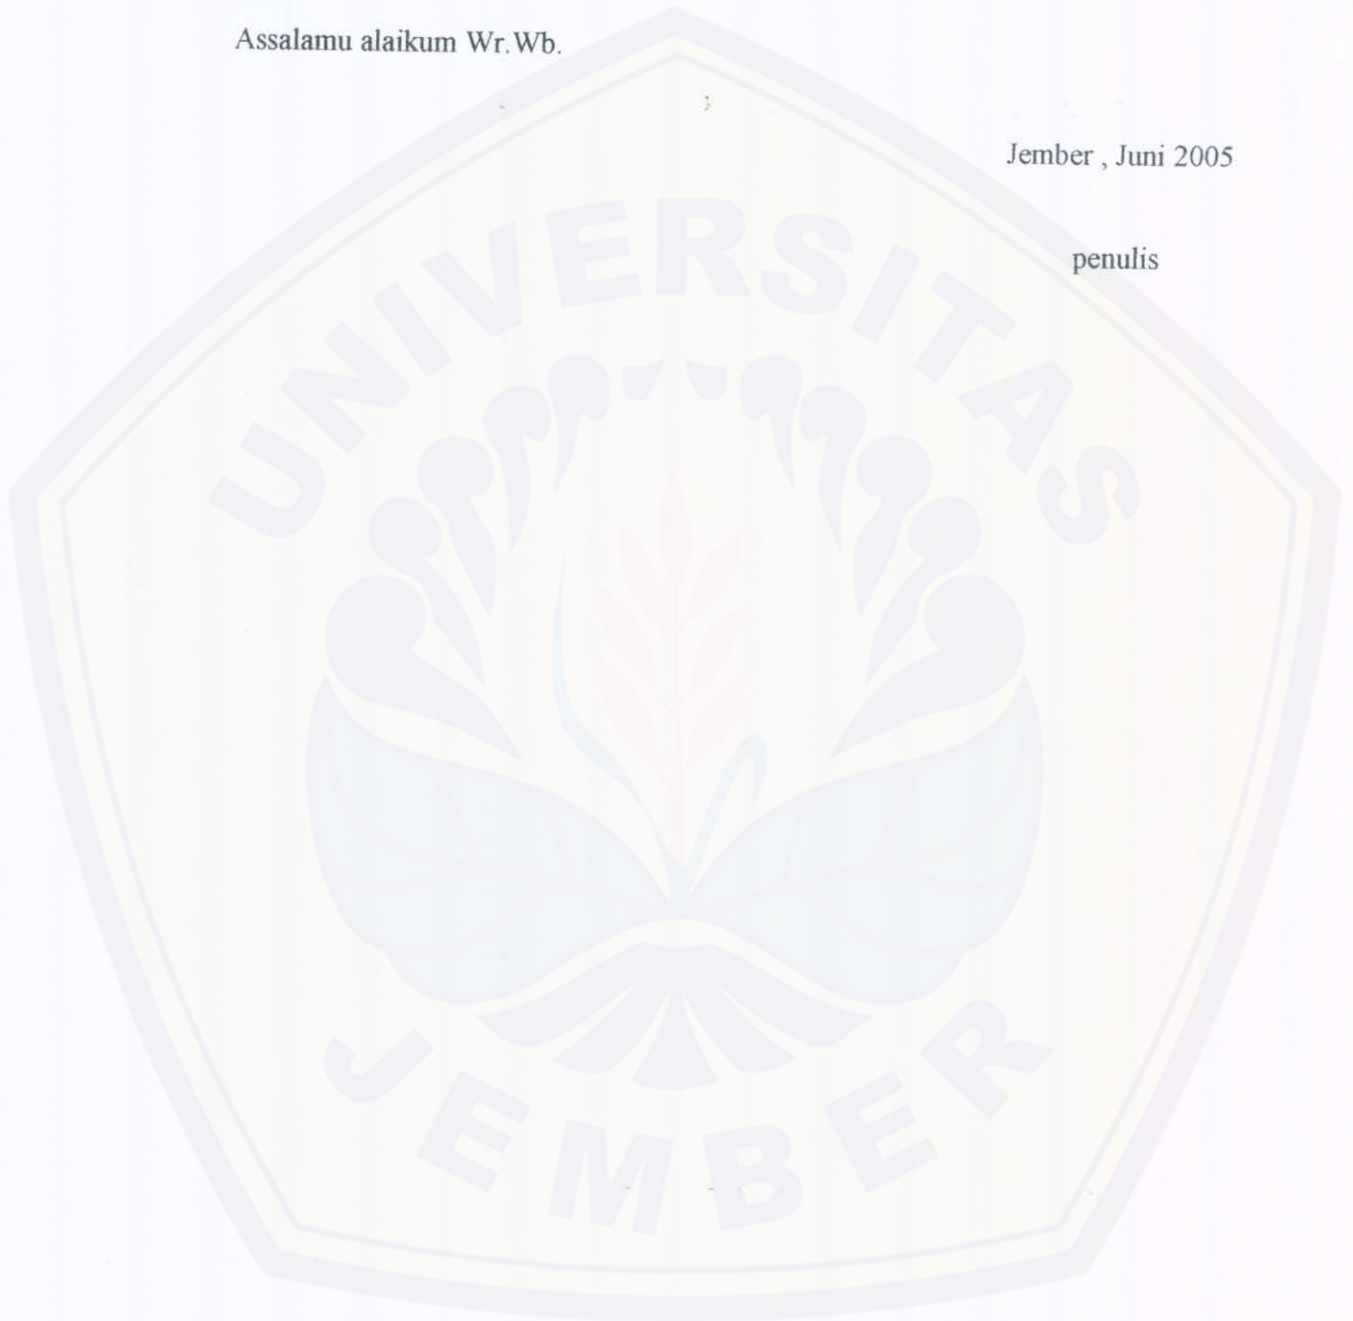 Assalamu alaikum Wr.Wb.
Jember , Juni 2005
penulis
UNIVERSITAS
JEMBER